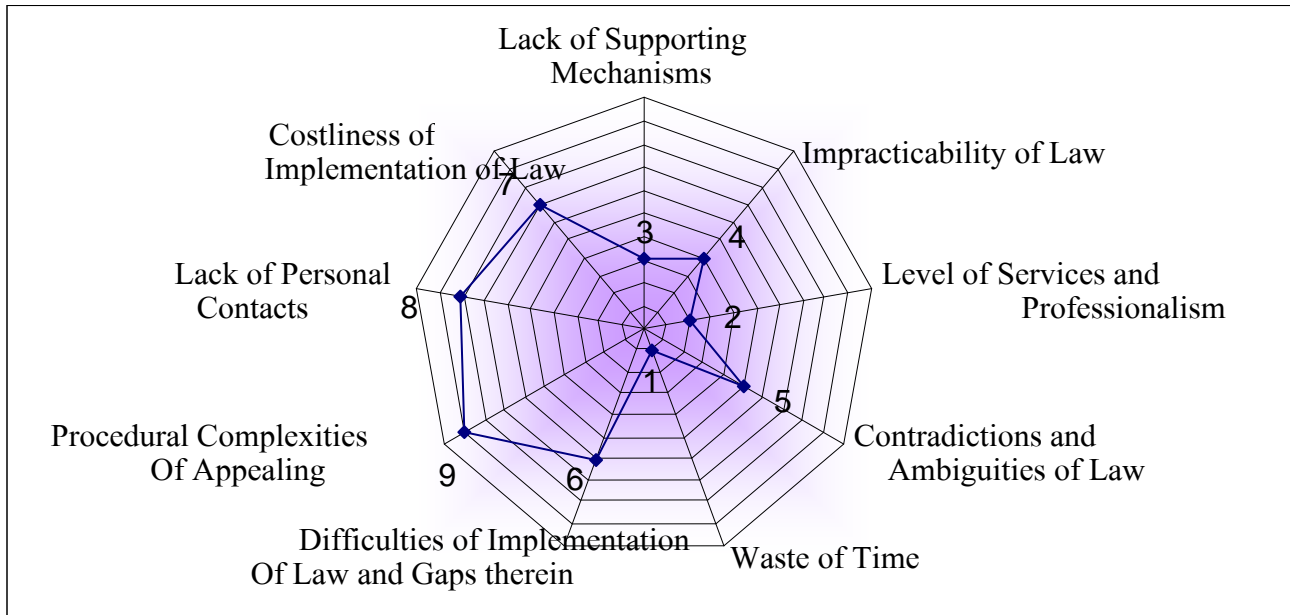 Lack of Supporting
Mechanisms
Costliness of
Implementation of Law
7
Impracticability of Law
3
4
Lack of Personal
Contacts
8
Level of Services and
Professionalism
2
1
5
Procedural Complexities
Of Appealing
9
Contradictions and
Ambiguities of Law
6
Difficulties of Implementation
Of Law and Gaps therein
Waste of Time